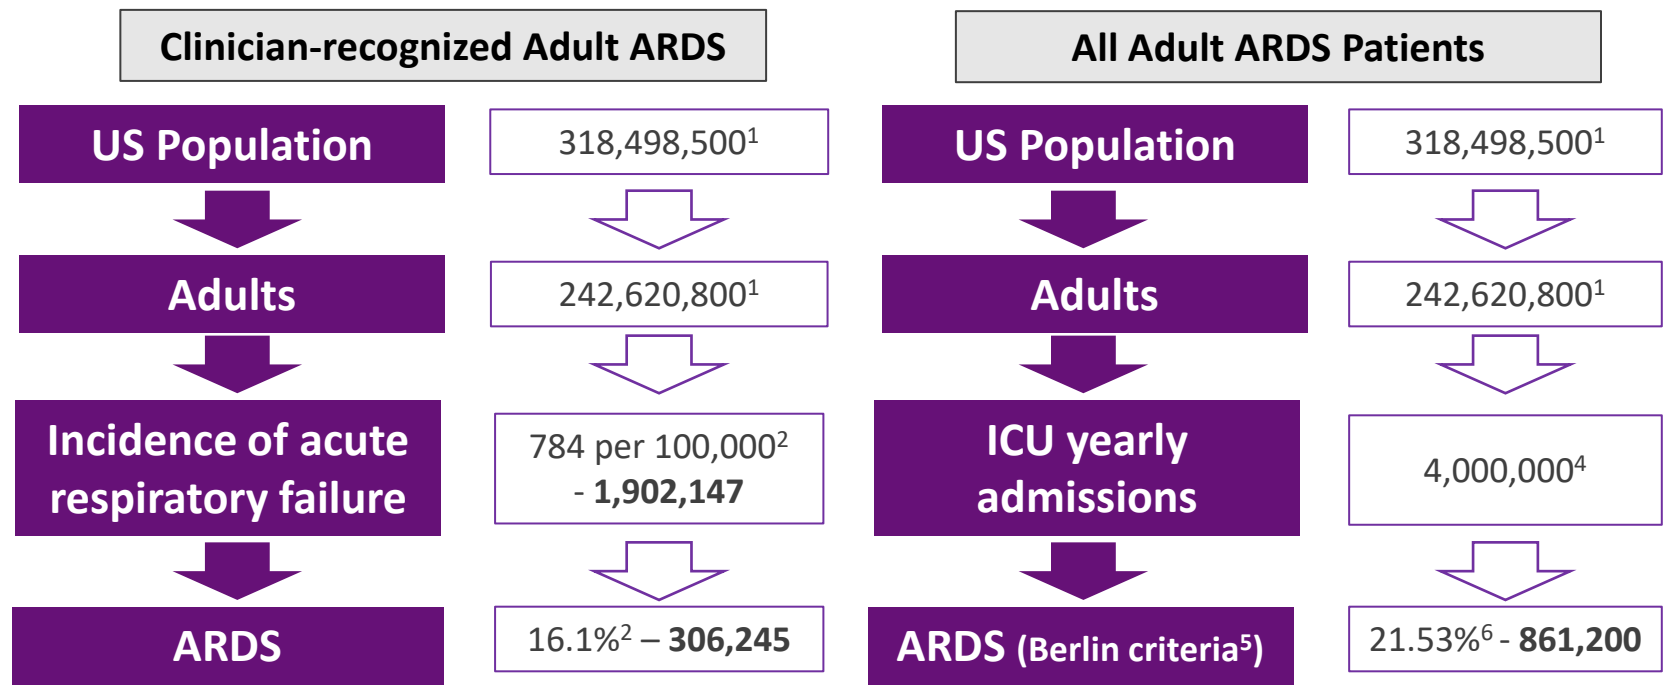 Clinician-recognized Adult ARDS
US Population
318,498,500¹
Adults
242,620,800¹
Incidence of acute
respiratory failure
784 per 100,000²
- 1,902,147
ARDS
16.1%² – 306,245
All Adult ARDS Patients
US Population
318,498,500¹
Adults
242,620,800¹
ICU yearly
admissions
4,000,000⁴
ARDS (Berlin criteria⁵)
21.53%⁶ - 861,200